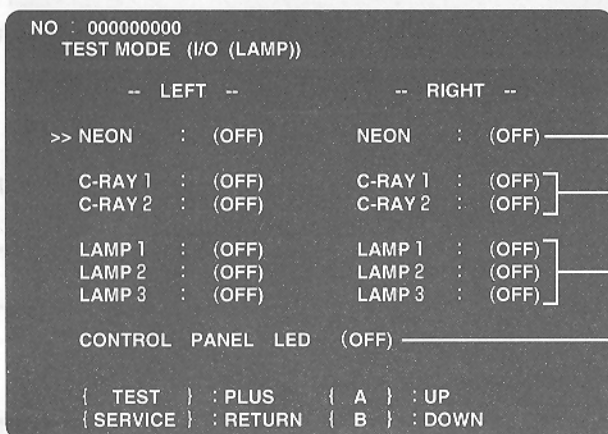 NO : 000000000
TEST MODE (I/O (LAMP))
-- LEFT -- -- RIGHT --
>> NEON : (OFF) NEON : (OFF)
C-RAY 1 : (OFF) C-RAY 1 : (OFF)
C-RAY 2 : (OFF) C-RAY 2 : (OFF)
LAMP 1 : (OFF) LAMP 1 : (OFF)
LAMP 2 : (OFF) LAMP 2 : (OFF)
LAMP 3 : (OFF) LAMP 3 : (OFF)
CONTROL PANEL LED (OFF)
{ TEST } : PLUS { A } : UP
{ SERVICE } : RETURN { B } : DOWN